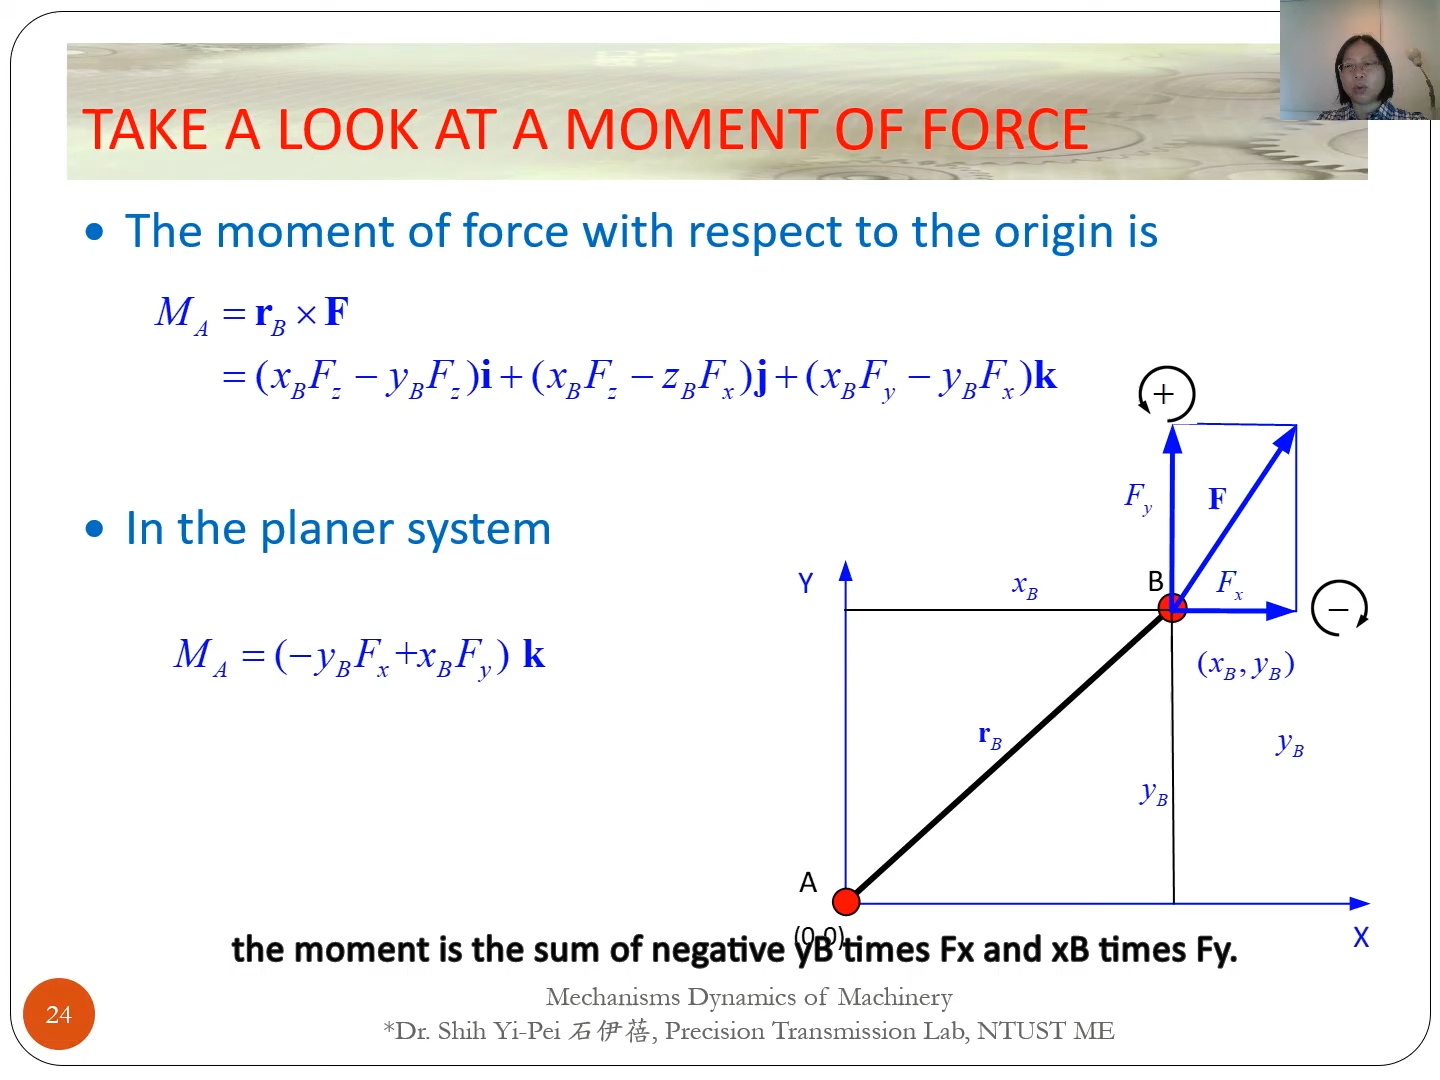 TAKE A LOOK AT A MOMENT OF FORCE
• The moment of force with respect to the origin is
M_A = r_B × F
= (x_B F_z − y_B F_z)i + (x_B F_z − z_B F_x)j + (x_B F_y − y_B F_x)k
+
F_y
F
• In the planer system
Y
x_B
B
F_x
−
M_A = (−y_B F_x+x_B F_y) k
(x_B, y_B)
r_B
y_B
y_B
A
(0,0)
X
the moment is the sum of negative yB times Fx and xB times Fy.
24
Mechanisms Dynamics of Machinery
*Dr. Shih Yi-Pei 石伊蓓, Precision Transmission Lab, NTUST ME